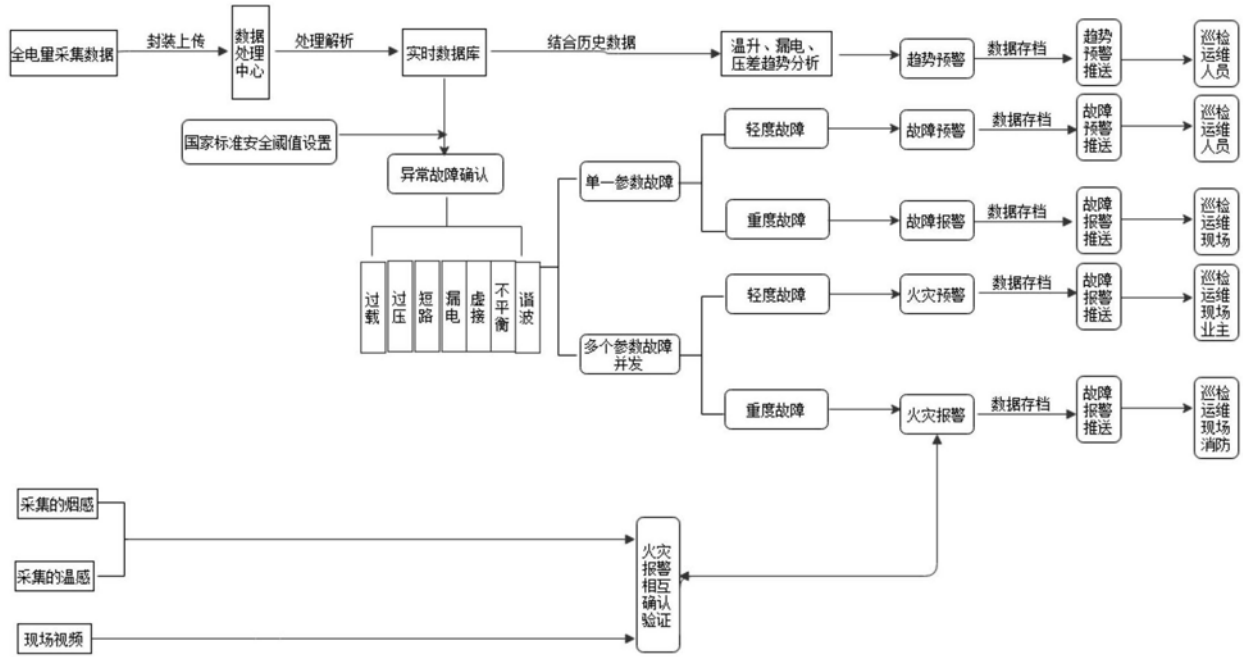 全电量采集数据
封装上传
数据
处理
中心
处理解析
实时数据库
结合历史数据
温升、漏电、
压差趋势分析
趋势预警
数据存档
趋势
预警
推送
巡检
运维
人员
国家标准安全阈值设置
异常故障确认
过载
过压
短路
漏电
虚接
不平衡
谐波
单一参数故障
轻度故障
故障预警
数据存档
故障
预警
推送
巡检
运维
人员
重度故障
故障报警
数据存档
故障
报警
推送
巡检
运维
现场
多个参数故障
并发
轻度故障
火灾预警
数据存档
故障
报警
推送
巡检
运维
现场
业主
重度故障
火灾报警
数据存档
故障
报警
推送
巡检
运维
现场
消防
采集的烟感
采集的温感
现场视频
火灾
报警
相互
确认
验证